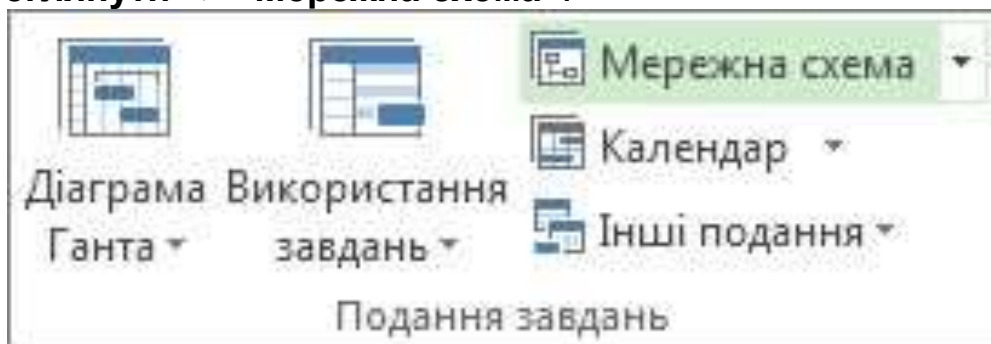 Мережна схема
Діаграма Ганта
Використання завдань
Календар
Інші подання
Подання завдань